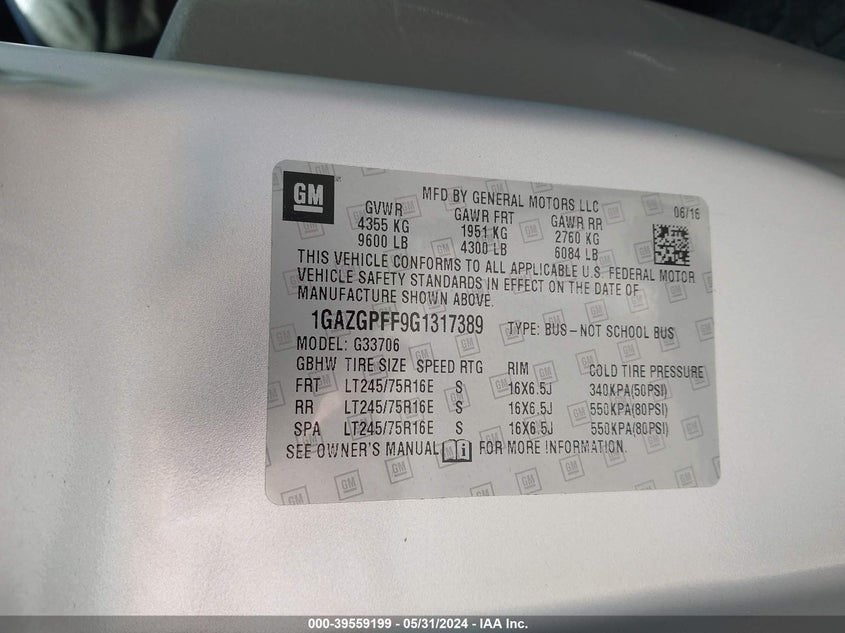 GM
MFD BY GENERAL MOTORS LLC
GVWR GAWR FRT GAWR RR 06/16
4355 KG 1951 KG 2760 KG
9600 LB 4300 LB 6084 LB
THIS VEHICLE CONFORMS TO ALL APPLICABLE U.S. FEDERAL MOTOR
VEHICLE SAFETY STANDARDS IN EFFECT ON THE DATE OF
MANUFACTURE SHOWN ABOVE.
1GAZGPFF9G1317389 TYPE: BUS–NOT SCHOOL BUS
MODEL: G33706
GBHW TIRE SIZE SPEED RTG RIM COLD TIRE PRESSURE
FRT LT245/75R16E S 16X6.5J 340KPA(50PSI)
RR LT245/75R16E S 16X6.5J 550KPA(80PSI)
SPA LT245/75R16E S 16X6.5J 550KPA(80PSI)
SEE OWNER'S MANUAL FOR MORE INFORMATION.
000-39559199 — 05/31/2024 — IAA Inc.